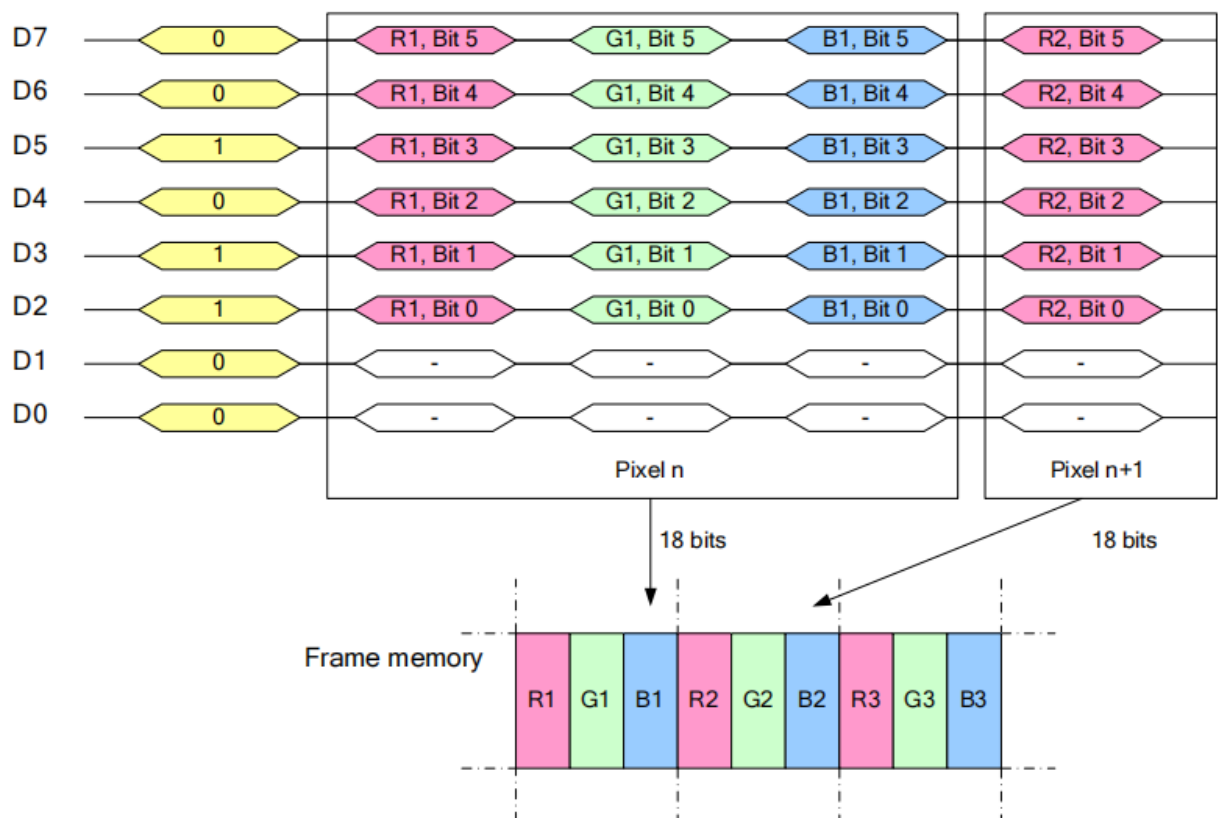 D7 0 R1, Bit 5 G1, Bit 5 B1, Bit 5 R2, Bit 5
D6 0 R1, Bit 4 G1, Bit 4 B1, Bit 4 R2, Bit 4
D5 1 R1, Bit 3 G1, Bit 3 B1, Bit 3 R2, Bit 3
D4 0 R1, Bit 2 G1, Bit 2 B1, Bit 2 R2, Bit 2
D3 1 R1, Bit 1 G1, Bit 1 B1, Bit 1 R2, Bit 1
D2 1 R1, Bit 0 G1, Bit 0 B1, Bit 0 R2, Bit 0
D1 0 - - - -
D0 0 - - - -
Pixel n Pixel n+1
18 bits 18 bits
Frame memory
R1 G1 B1 R2 G2 B2 R3 G3 B3